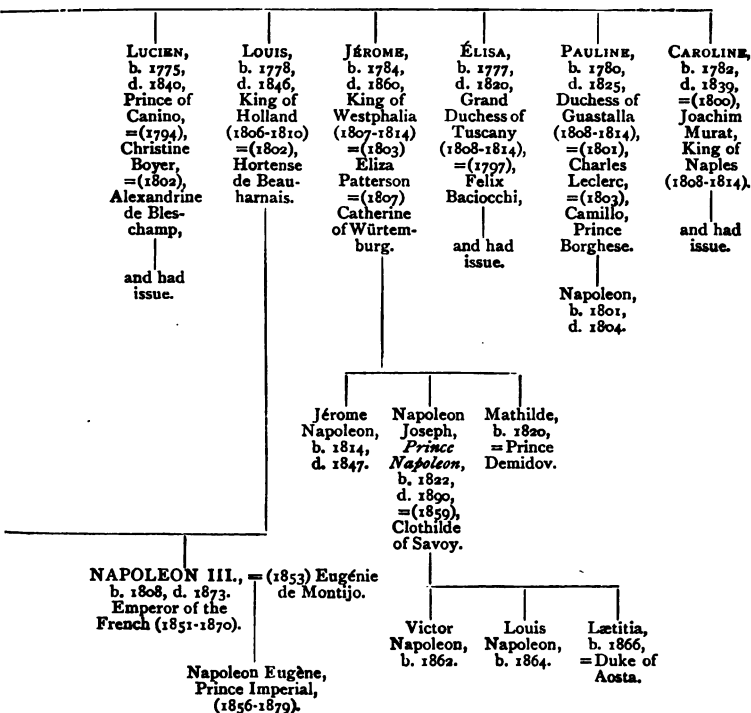 LUCIEN,
b. 1775,
d. 1840,
Prince of
Canino,
=(1794),
Christine
Boyer,
=(1802),
Alexandrine
de Bles-
champ,
and had
issue.
LOUIS,
b. 1778,
d. 1846,
King of
Holland
(1806-1810)
=(1802),
Hortense
de Beau-
harnais.
JÉROME,
b. 1784,
d. 1860,
King of
Westphalia
(1807-1814)
=(1803)
Eliza
Patterson
=(1807)
Catherine
of Würtem-
burg.
ÉLISA,
b. 1777,
d. 1820,
Grand
Duchess of
Tuscany
(1808-1814),
=(1797),
Felix
Baciocchi,
and had
issue.
PAULINE,
b. 1780,
d. 1825,
Duchess of
Guastalla
(1808-1814),
=(1801),
Charles
Leclerc,
=(1803),
Camillo,
Prince
Borghese.
Napoleon,
b. 1801,
d. 1804.
CAROLINE,
b. 1782,
d. 1839,
=(1800),
Joachim
Murat,
King of
Naples
(1808-1814).
and had
issue.
Jérome
Napoleon,
b. 1814,
d. 1847.
Napoleon
Joseph,
Prince
Napoleon,
b. 1822,
d. 1890,
=(1859),
Clothilde
of Savoy.
Mathilde,
b. 1820,
=Prince
Demidov.
NAPOLEON III., =(1853) Eugénie
b. 1808, d. 1873. de Montijo.
Emperor of the
French (1851-1870).
Napoleon Eugène,
Prince Imperial,
(1856-1879).
Victor
Napoleon,
b. 1862.
Louis
Napoleon,
b. 1864.
Lætitia,
b. 1866,
=Duke of
Aosta.